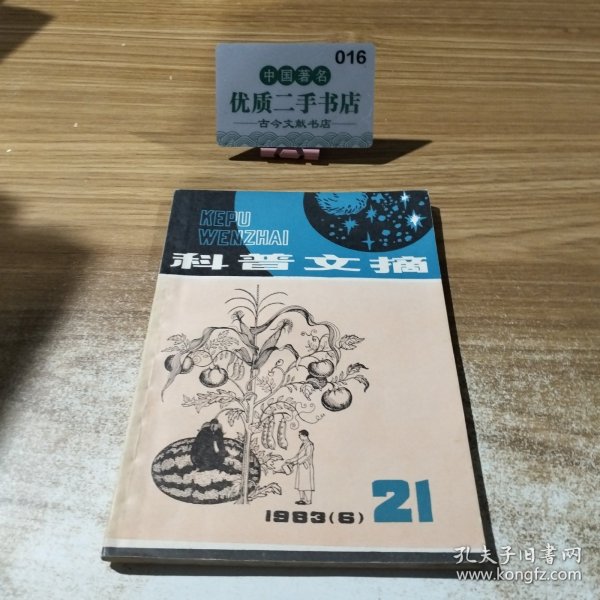 016
中国著名
优质二手书店
古今文献书店
KEPU
WENZHAI
科普文摘
1983(6) 21
孔夫子旧书网
www.kongfz.com